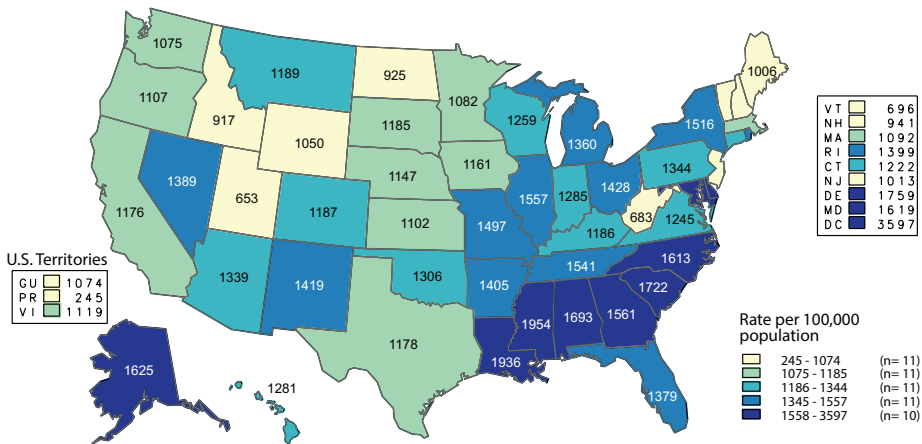 1075
1107
1176
1389
917
1189
1050
653
1187
1339
1419
925
1185
1147
1102
1306
1178
1082
1161
1497
1405
1936
1259
1557
1360
1285
1428
1186
1541
1954
1693
1561
1379
1722
1613
1245
683
1344
1516
1006
1625
1281
VT 696
NH 941
MA 1092
RI 1399
CT 1222
NJ 1013
DE 1759
MD 1619
DC 3597
U.S. Territories
GU 1074
PR 245
VI 1119
Rate per 100,000
population
245 - 1074 (n= 11)
1075 - 1185 (n= 11)
1186 - 1344 (n= 11)
1345 - 1557 (n= 11)
1558 - 3597 (n= 10)